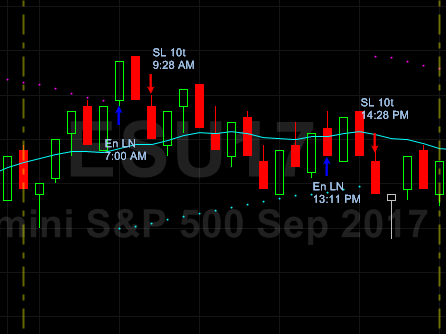 SL 10t
9:28 AM
En LN
7:00 AM
ESU17
mini S&P 500 Sep 2017
SL 10t
14:28 PM
En LN
13:11 PM